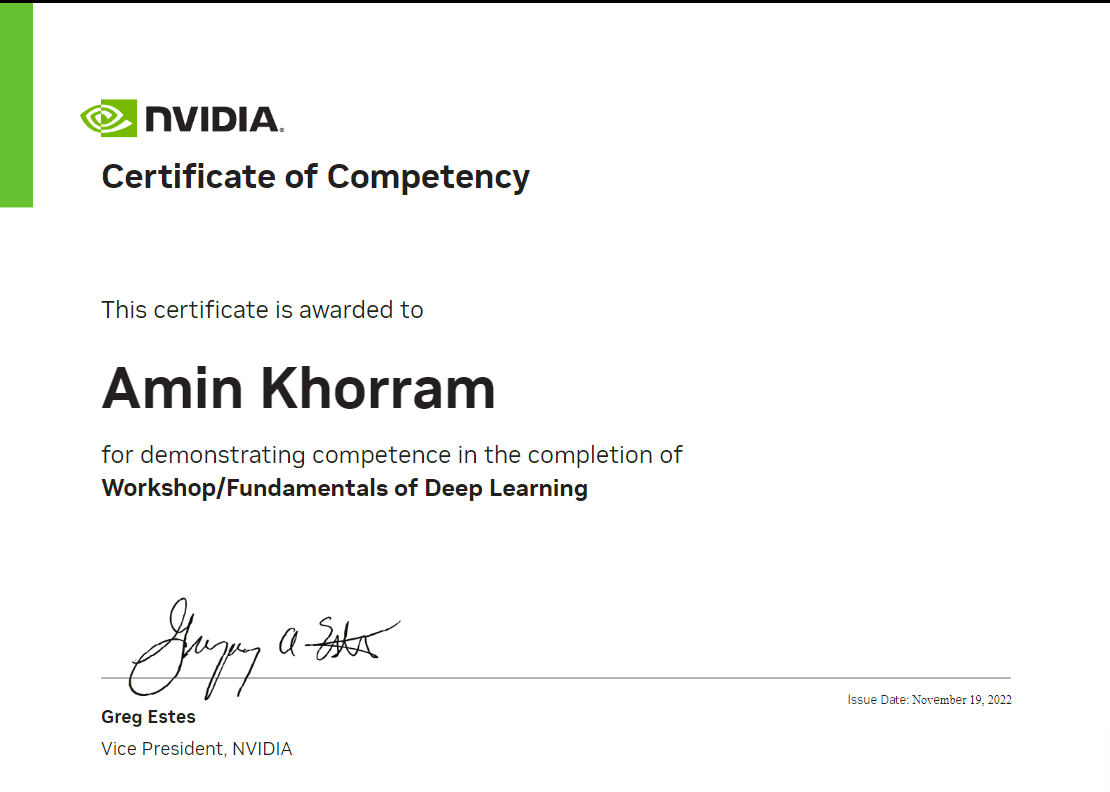 NVIDIA.
Certificate of Competency
This certificate is awarded to
Amin Khorram
for demonstrating competence in the completion of
Workshop/Fundamentals of Deep Learning
Gregory A Estes
Issue Date: November 19, 2022
Greg Estes
Vice President, NVIDIA